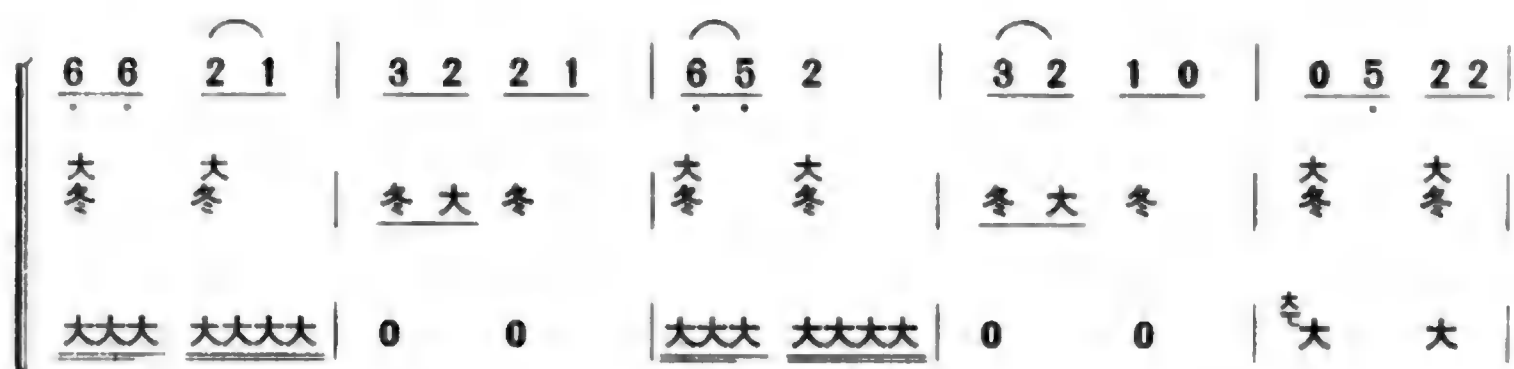 6 6 2 1 | 3 2 2 1 | 6 5 2 | 3 2 1 0 | 0 5 2 2 |
大 大 大 大 大 大
冬 冬 | 冬 大 冬 | 冬 冬 | 冬 大 冬 | 冬 冬 |
大大大 大大大大 | 0 0 | 大大大 大大大大 | 0 0 | 大 大 大 |